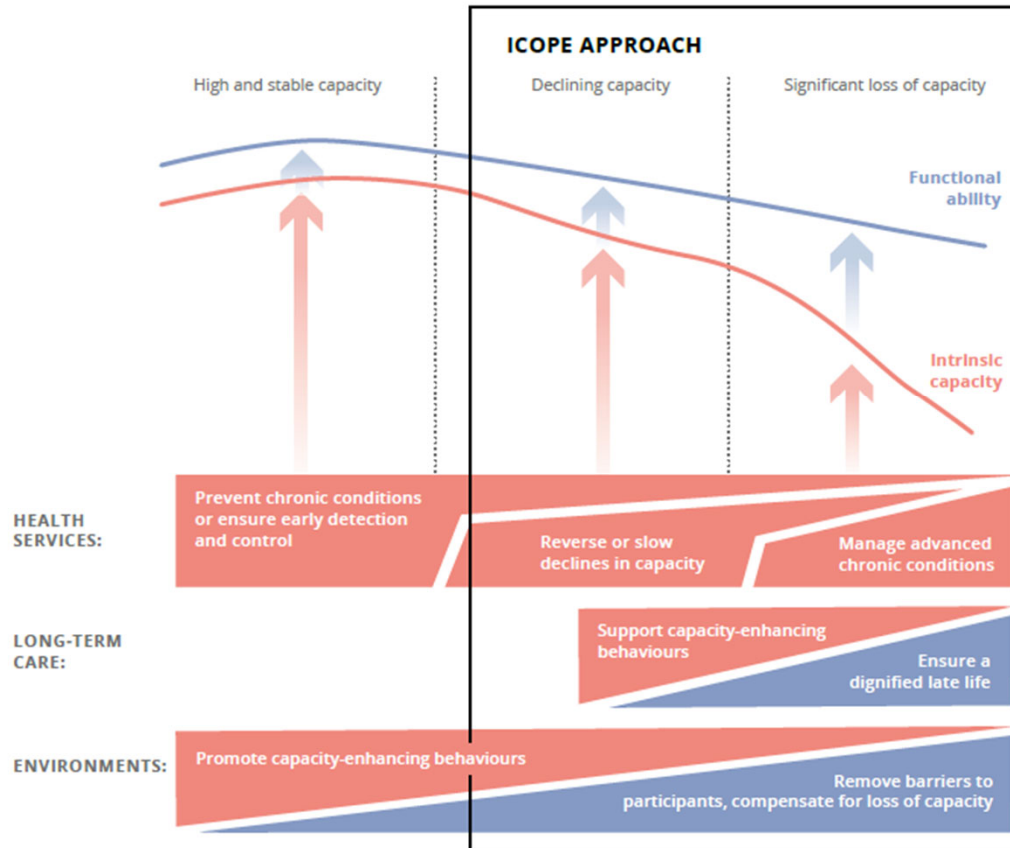 ICOPE APPROACH
High and stable capacity
Declining capacity
Significant loss of capacity
Functional
ability
Intrinsic
capacity
HEALTH
SERVICES:
Prevent chronic conditions
or ensure early detection
and control
Reverse or slow
declines in capacity
Manage advanced
chronic conditions
LONG-TERM
CARE:
Support capacity-enhancing
behaviours
Ensure a
dignified late life
ENVIRONMENTS:
Promote capacity-enhancing behaviours
Remove barriers to
participants, compensate for loss of capacity